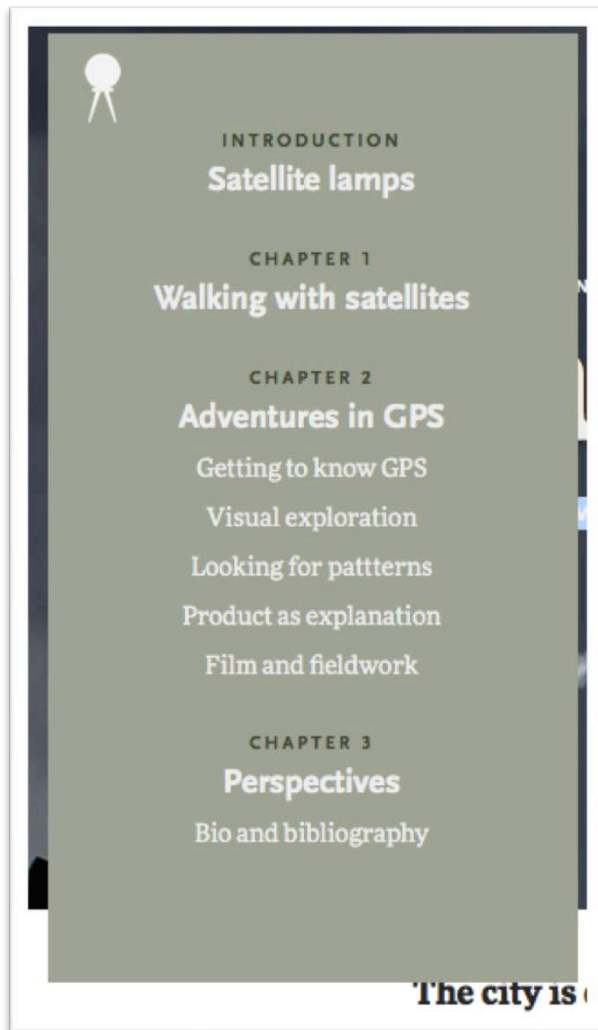 INTRODUCTION
Satellite lamps
CHAPTER 1
Walking with satellites
CHAPTER 2
Adventures in GPS
Getting to know GPS
Visual exploration
Looking for pattterns
Product as explanation
Film and fieldwork
CHAPTER 3
Perspectives
Bio and bibliography
The city is